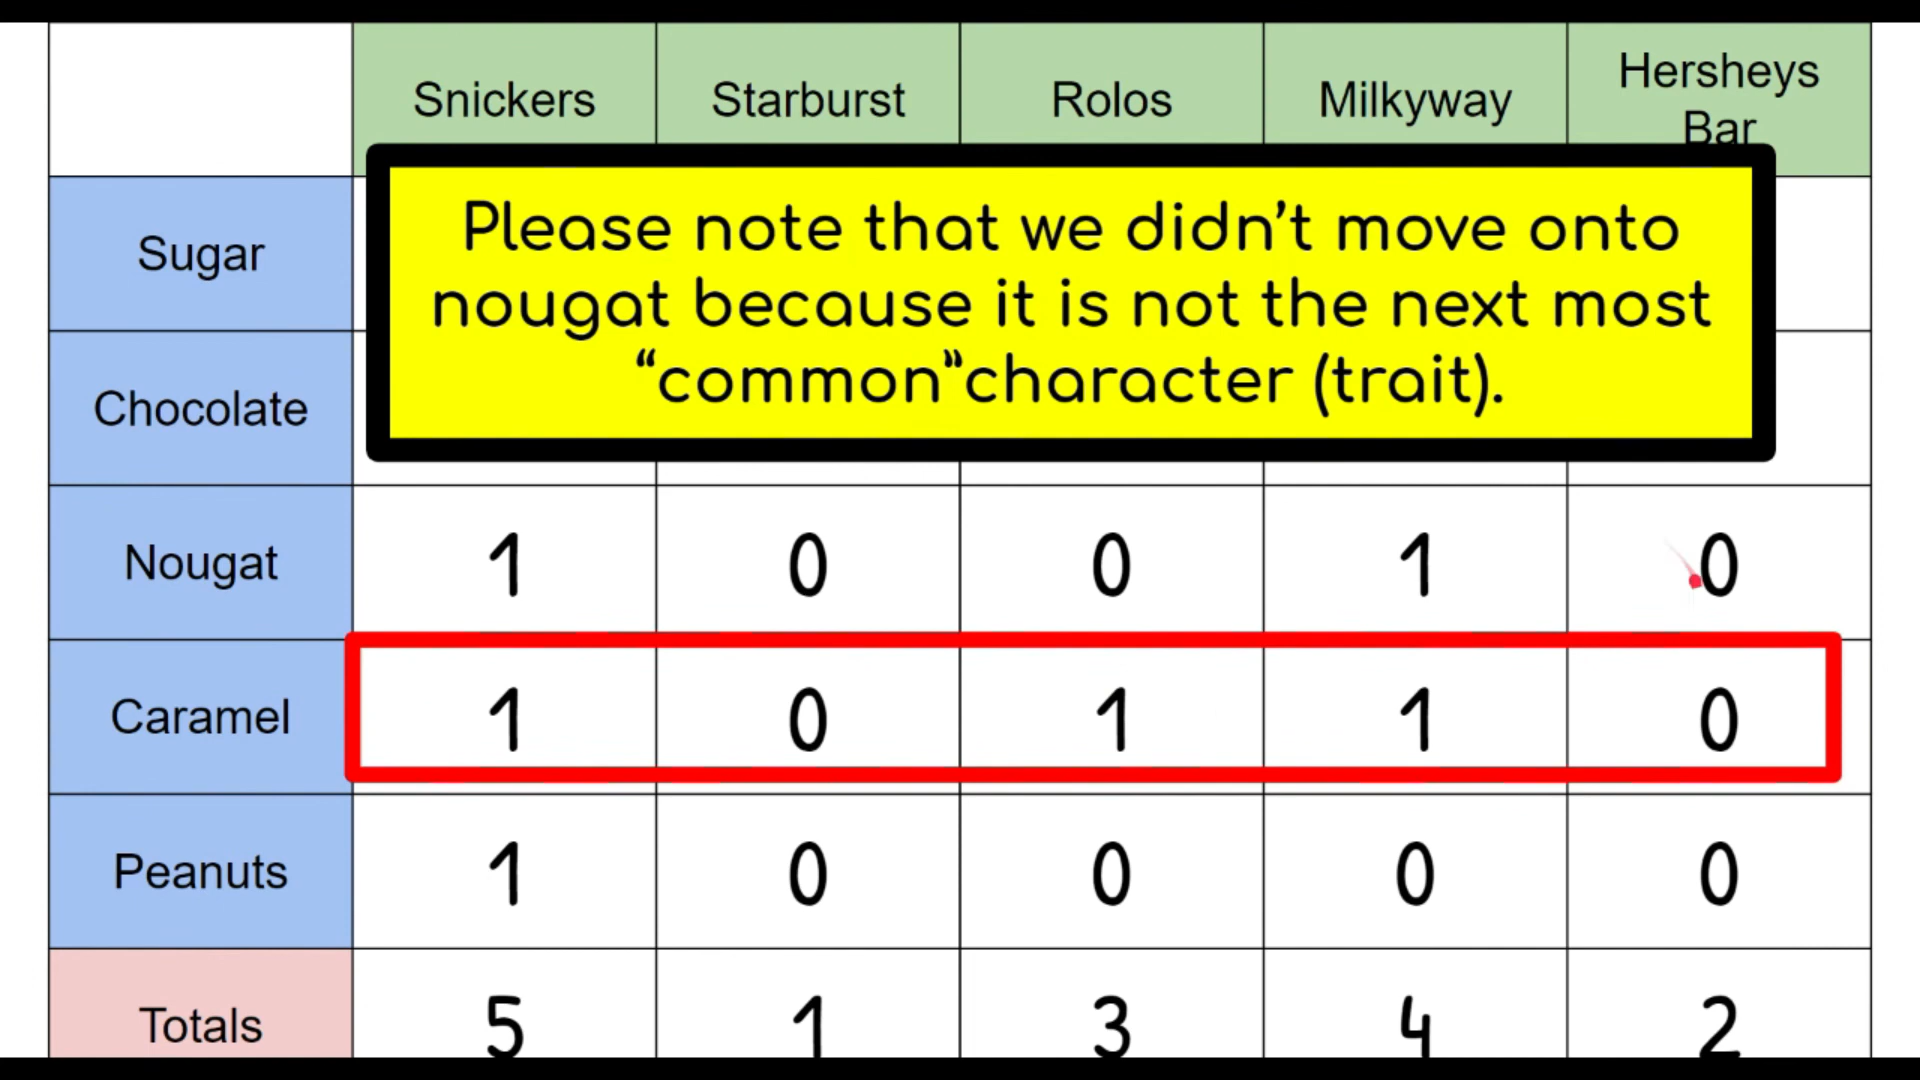 Snickers Starburst Rolos Milkyway Hersheys Bar
Please note that we didn’t move onto
nougat because it is not the next most
“common”character (trait).
Sugar
Chocolate
Nougat 1 0 0 1 0
Caramel 1 0 1 1 0
Peanuts 1 0 0 0 0
Totals 5 1 3 4 2